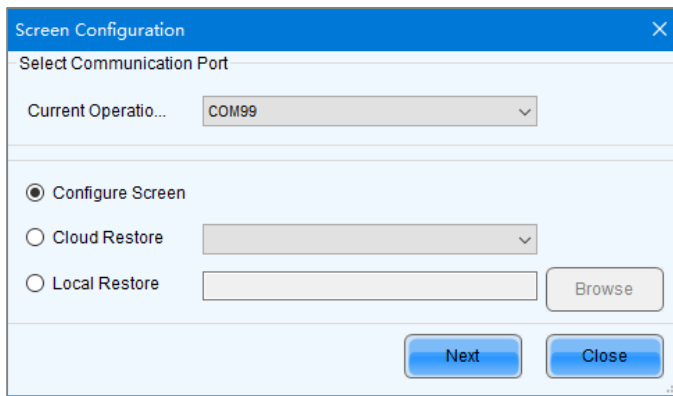 Screen Configuration
Select Communication Port
Current Operatio... COM99
Configure Screen
Cloud Restore
Local Restore Browse
Next Close